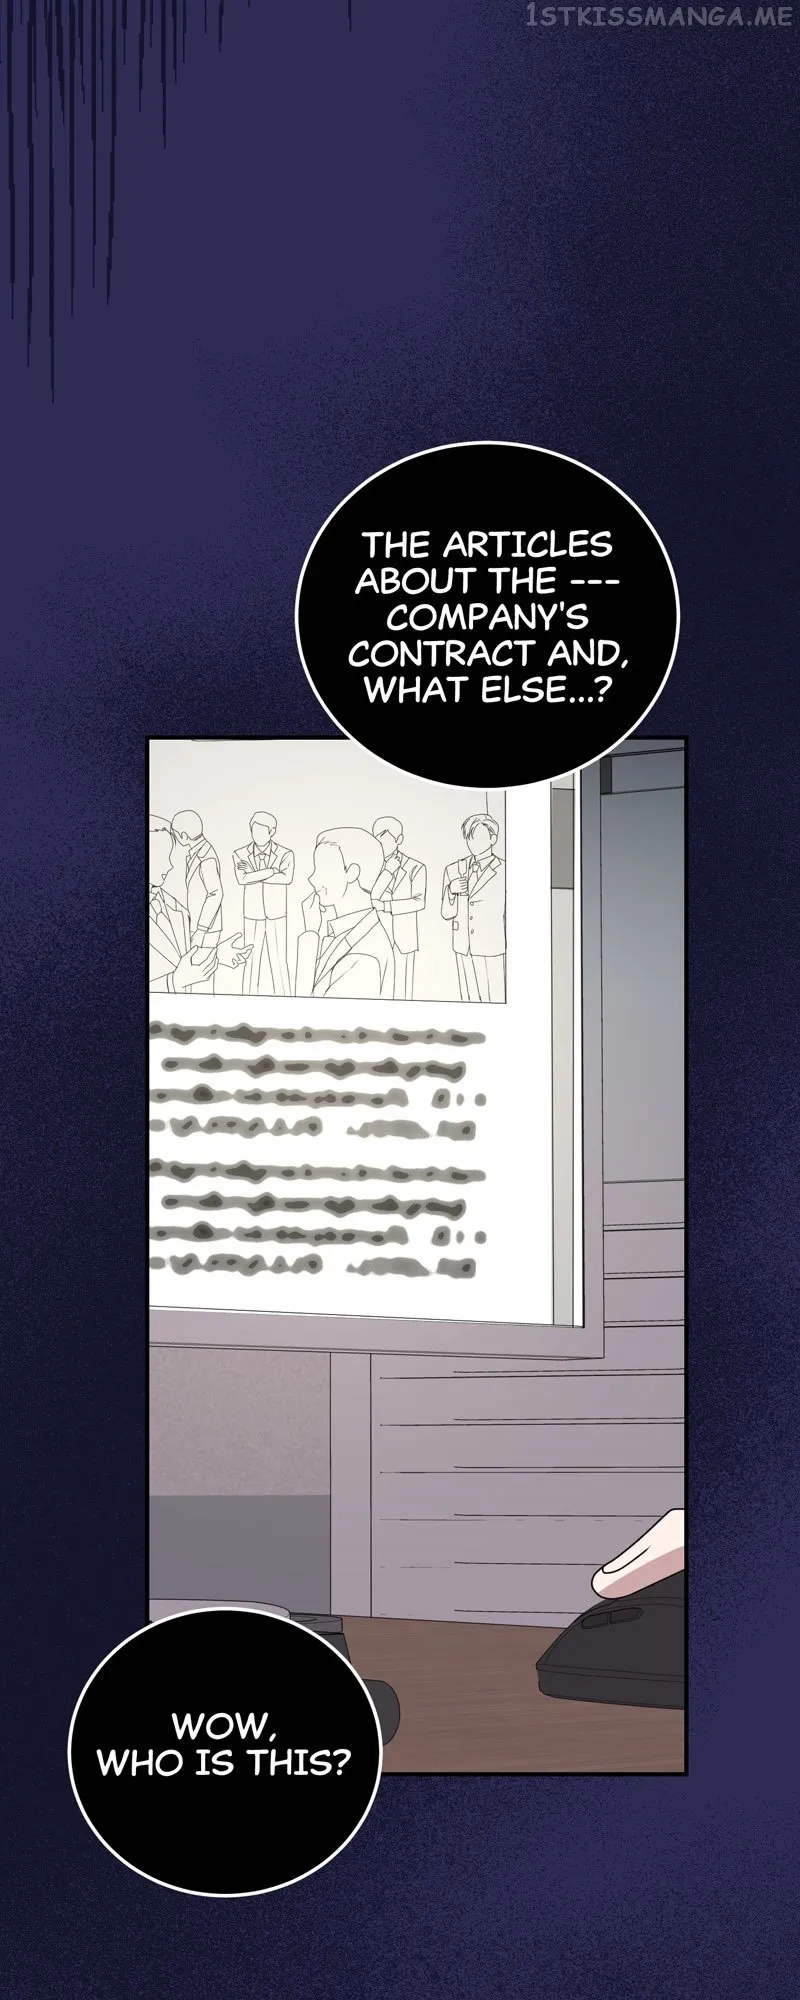 1STKISSMANGA.ME
THE ARTICLES
ABOUT THE ---
COMPANY'S
CONTRACT AND,
WHAT ELSE...?
WOW,
WHO IS THIS?